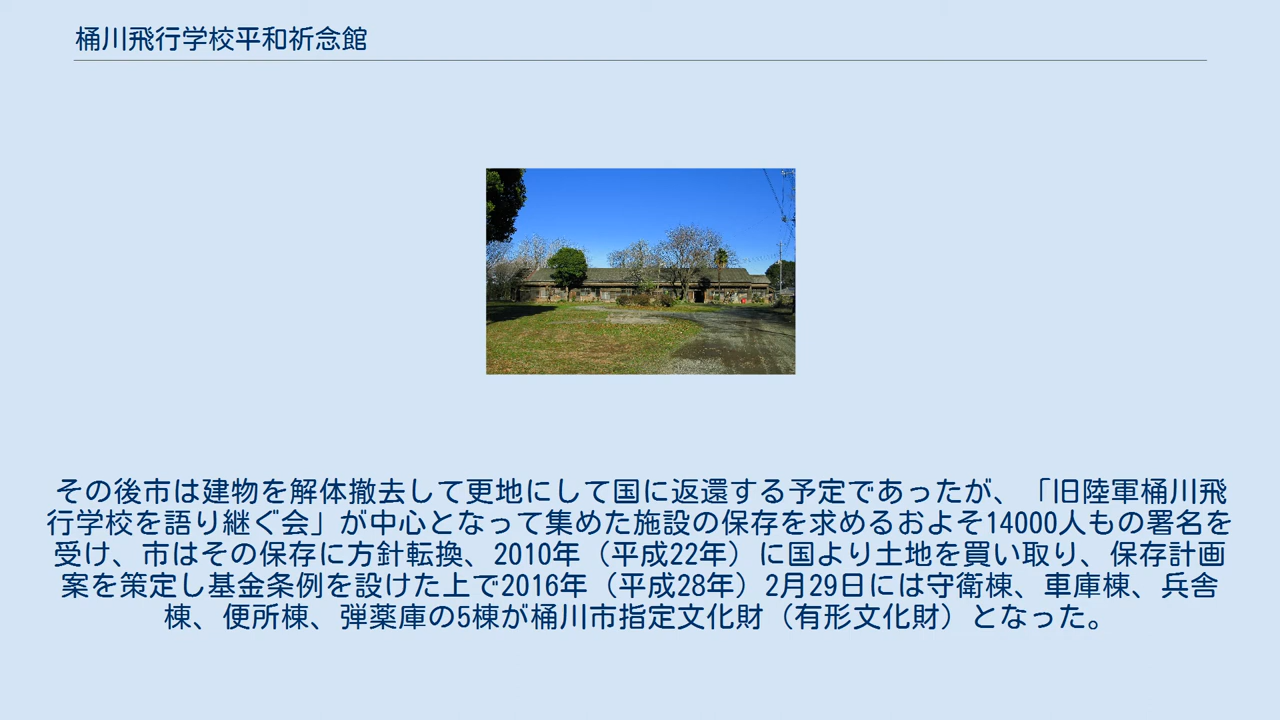 桶川飛行学校平和祈念館
その後市は建物を解体撤去して更地にして国に返還する予定であったが、「旧陸軍桶川飛
行学校を語り継ぐ会」が中心となって集めた施設の保存を求めるおよそ14000人もの署名を
受け、市はその保存に方針転換、2010年（平成22年）に国より土地を買い取り、保存計画
案を策定し基金条例を設けた上で2016年（平成28年）2月29日には守衛棟、車庫棟、兵舎
棟、便所棟、弾薬庫の5棟が桶川市指定文化財（有形文化財）となった。